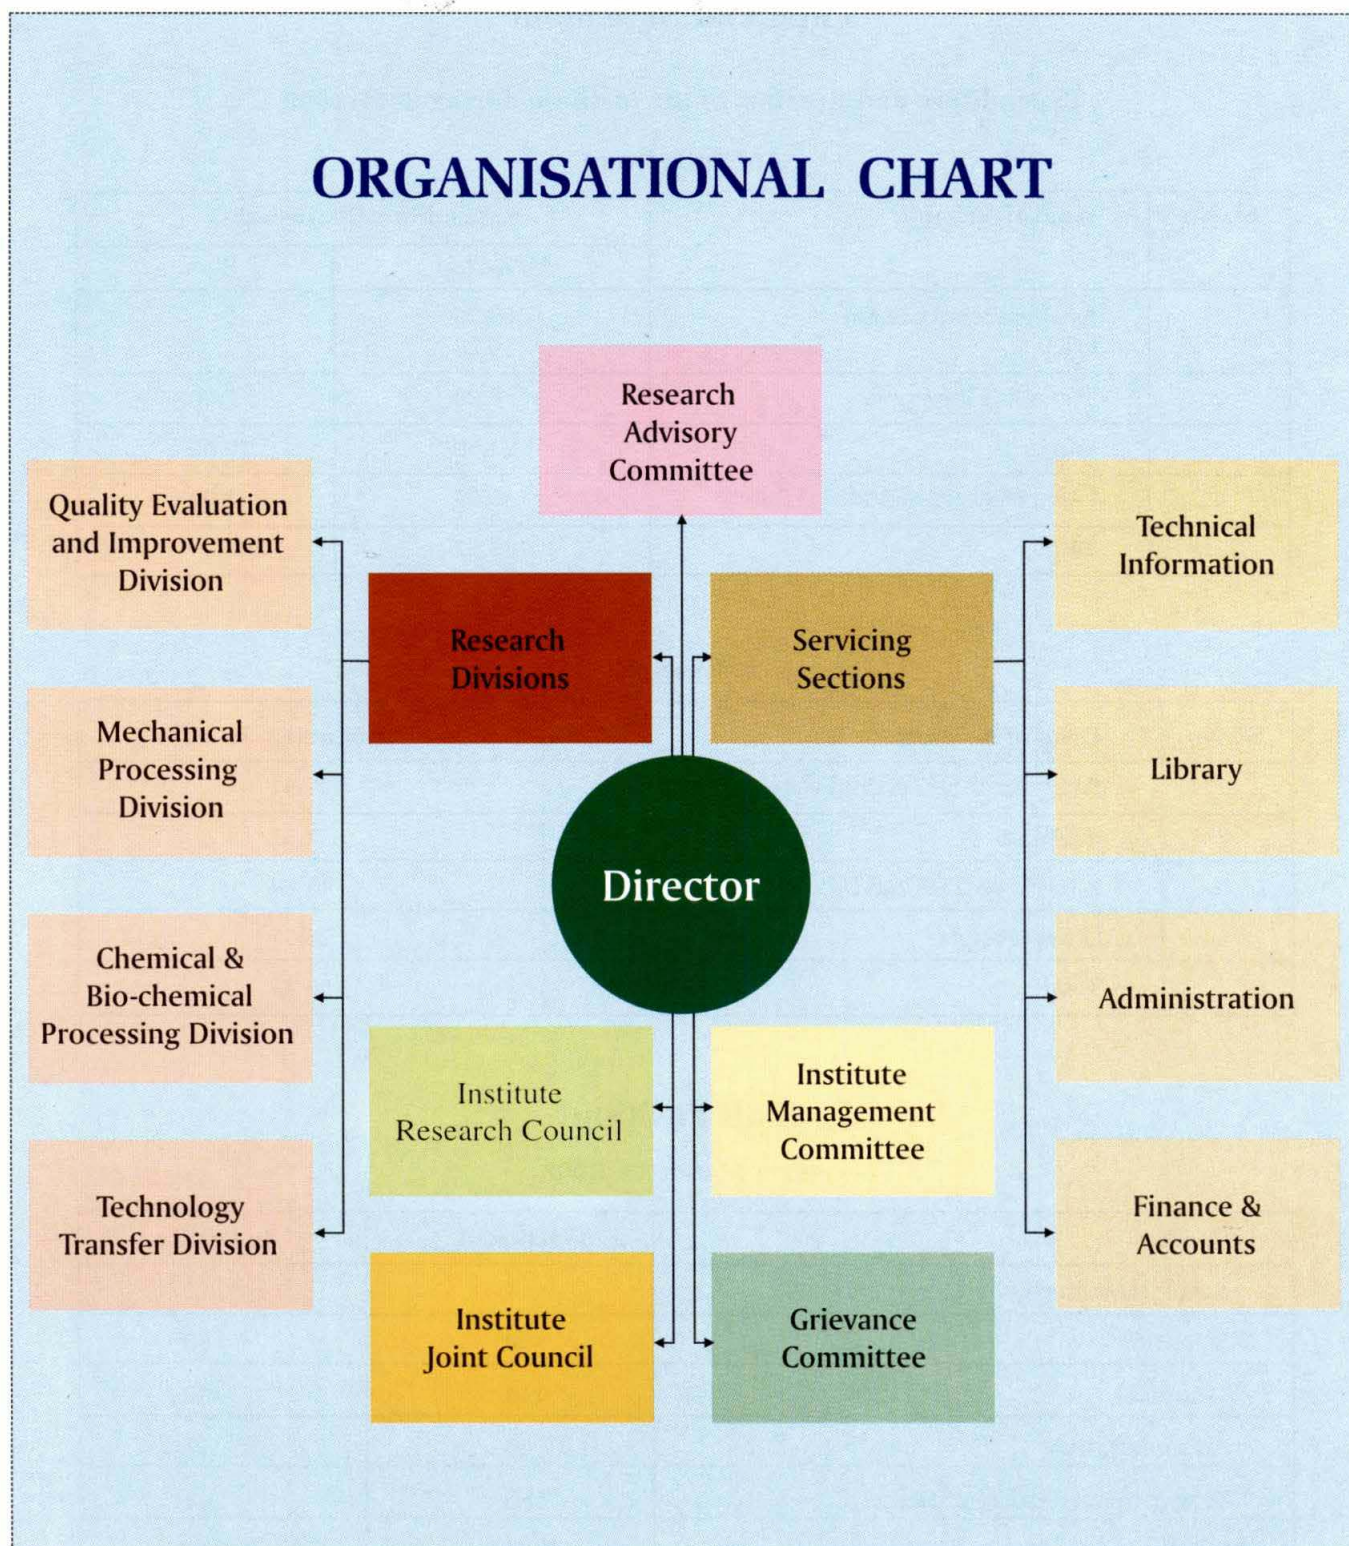 ORGANISATIONAL CHART
Research
Advisory
Committee
Quality Evaluation
and Improvement
Division
Technical
Information
Research
Divisions
Servicing
Sections
Mechanical
Processing
Division
Library
Director
Chemical &
Bio-chemical
Processing Division
Administration
Institute
Research Council
Institute
Management
Committee
Technology
Transfer Division
Finance &
Accounts
Institute
Joint Council
Grievance
Committee